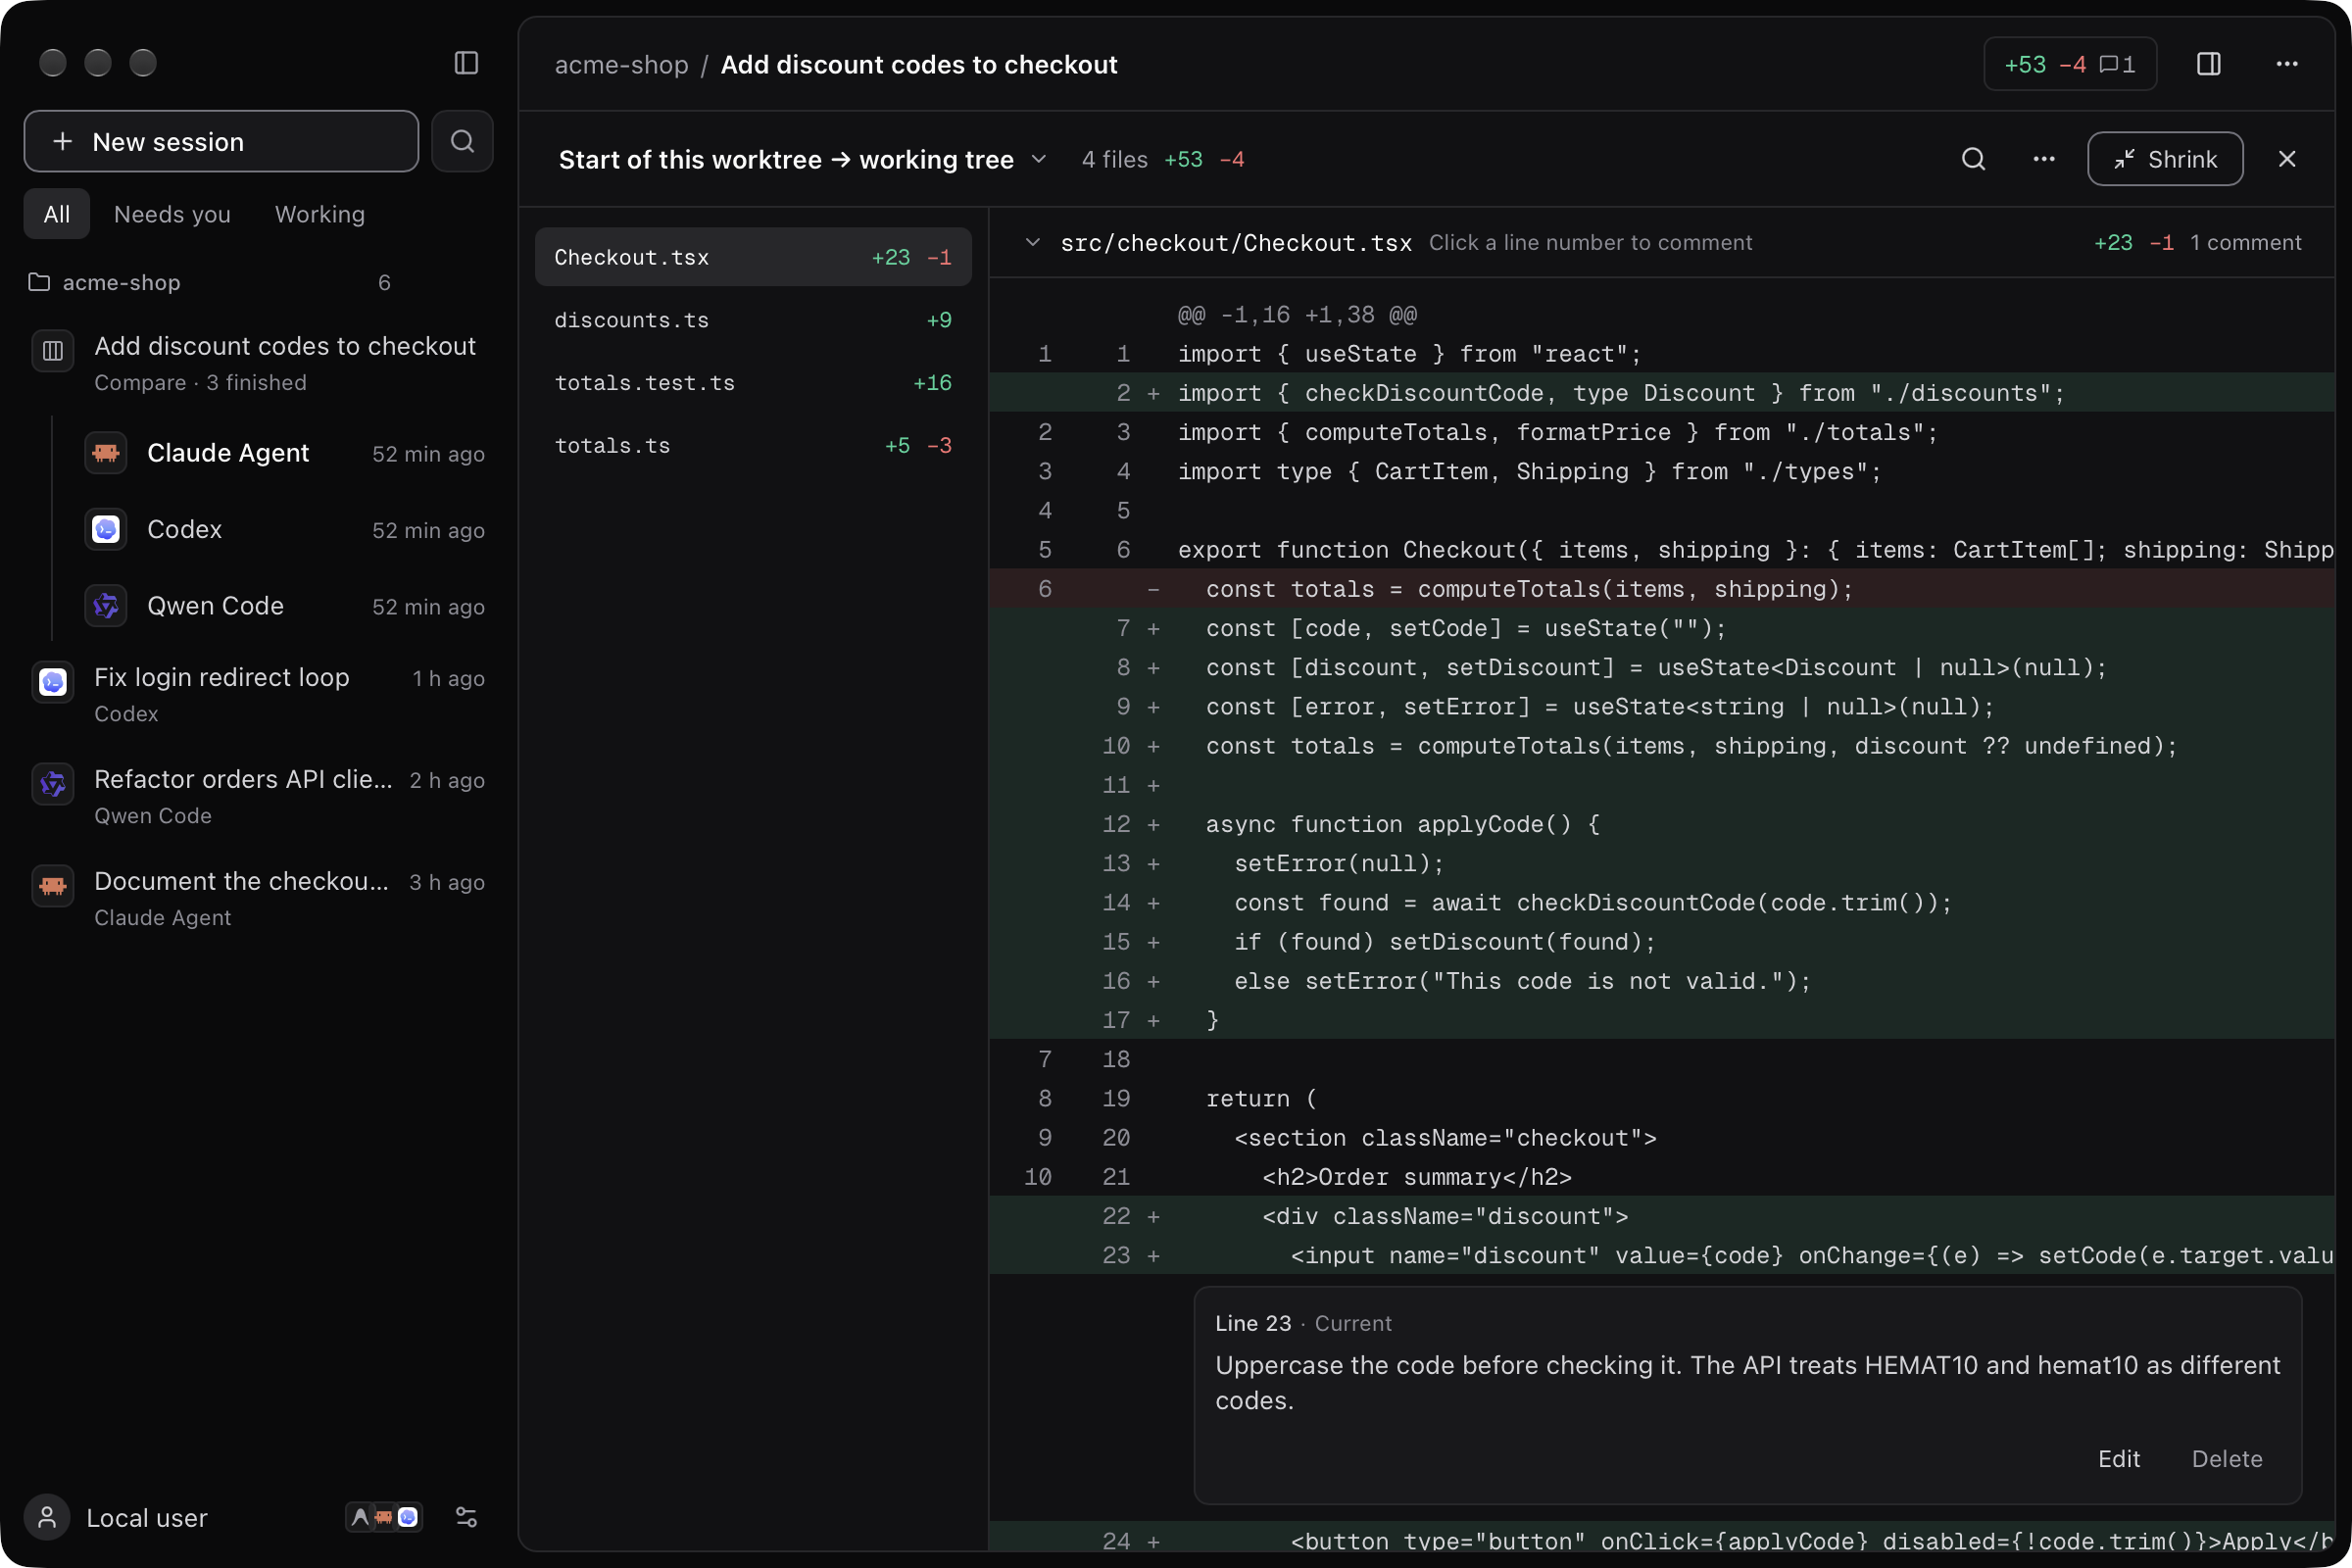 New session
All
Needs you
Working
acme-shop
6
Add discount codes to checkout
Compare · 3 finished
Claude Agent
52 min ago
Codex
52 min ago
Qwen Code
52 min ago
Fix login redirect loop
1 h ago
Codex
Refactor orders API clie...
2 h ago
Qwen Code
Document the checkou...
3 h ago
Claude Agent
Local user
acme-shop / Add discount codes to checkout
+53 −4 1
Start of this worktree → working tree
4 files +53 −4
Shrink
Checkout.tsx +23 −1
discounts.ts +9
totals.test.ts +16
totals.ts +5 −3
src/checkout/Checkout.tsx Click a line number to comment
+23 −1 1 comment
@@ -1,16 +1,38 @@
1 1 import { useState } from "react";
2 + import { checkDiscountCode, type Discount } from "./discounts";
2 3 import { computeTotals, formatPrice } from "./totals";
3 4 import type { CartItem, Shipping } from "./types";
4 5
5 6 export function Checkout({ items, shipping }: { items: CartItem[]; shipping: Shipp
6 − const totals = computeTotals(items, shipping);
7 + const [code, setCode] = useState("");
8 + const [discount, setDiscount] = useState<Discount | null>(null);
9 + const [error, setError] = useState<string | null>(null);
10 + const totals = computeTotals(items, shipping, discount ?? undefined);
11 +
12 + async function applyCode() {
13 + setError(null);
14 + const found = await checkDiscountCode(code.trim());
15 + if (found) setDiscount(found);
16 + else setError("This code is not valid.");
17 + }
7 18
8 19 return (
9 20 <section className="checkout">
10 21 <h2>Order summary</h2>
22 + <div className="discount">
23 + <input name="discount" value={code} onChange={(e) => setCode(e.target.valu
Line 23 · Current
Uppercase the code before checking it. The API treats HEMAT10 and hemat10 as different
codes.
Edit
Delete
24 + <button type="button" onClick={applyCode} disabled={!code.trim()}>Apply</b